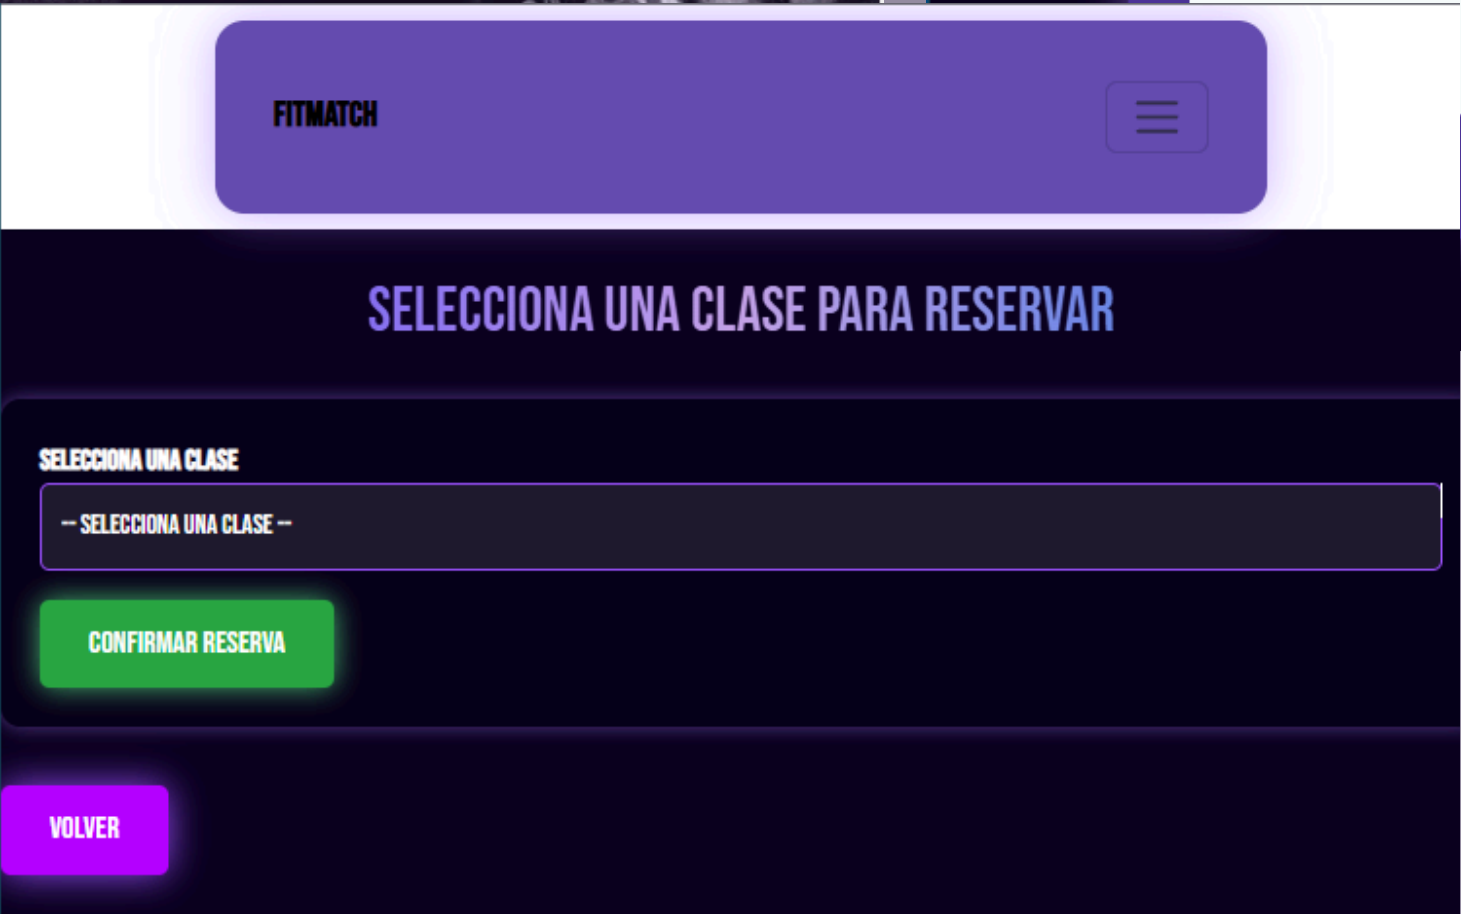 FITMATCH
SELECCIONA UNA CLASE PARA RESERVAR
SELECCIONA UNA CLASE
-- SELECCIONA UNA CLASE --
CONFIRMAR RESERVA
VOLVER